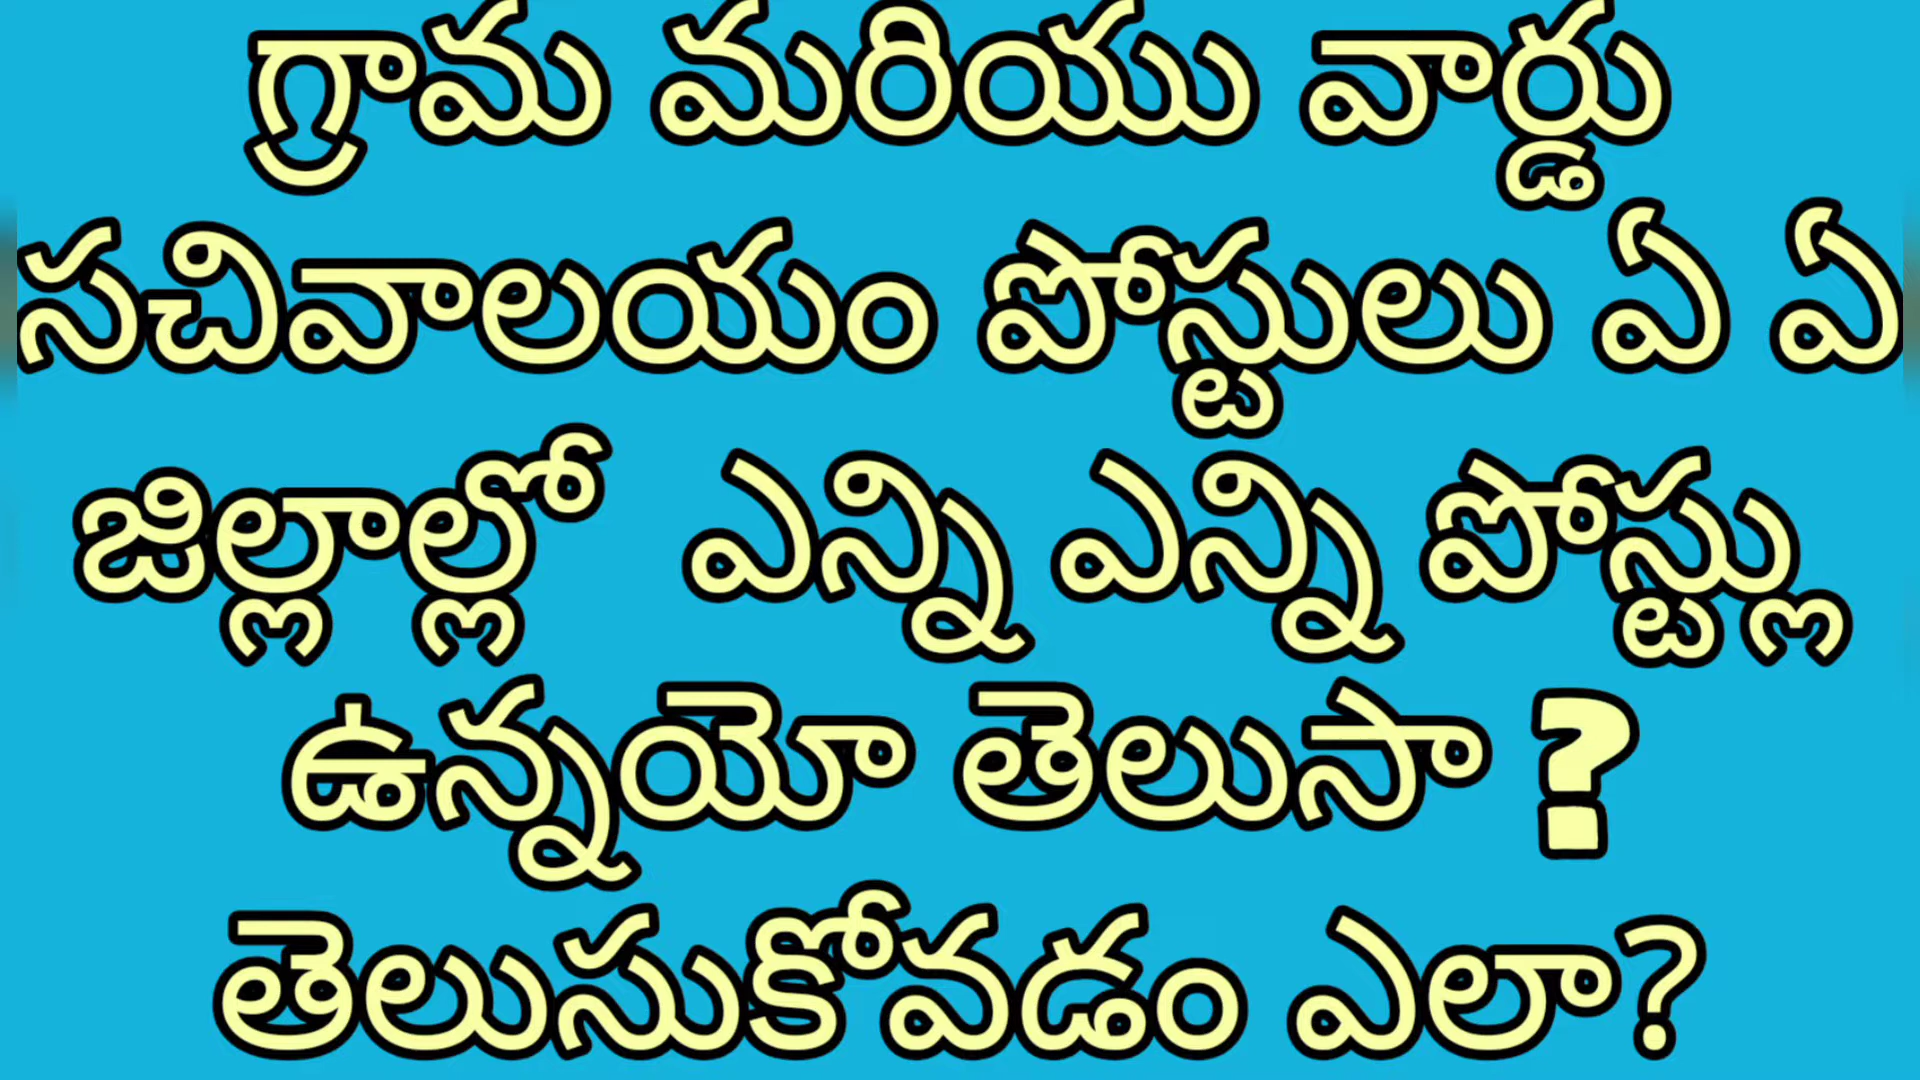 గ్రామ మరియు వార్డు
సచివాలయం పోస్టులు ఏ ఏ
జిల్లాల్లో ఎన్ని ఎన్ని పోస్ట్లు
ఉన్నయో తెలుసా ?
తెలుసుకోవడం ఎలా?